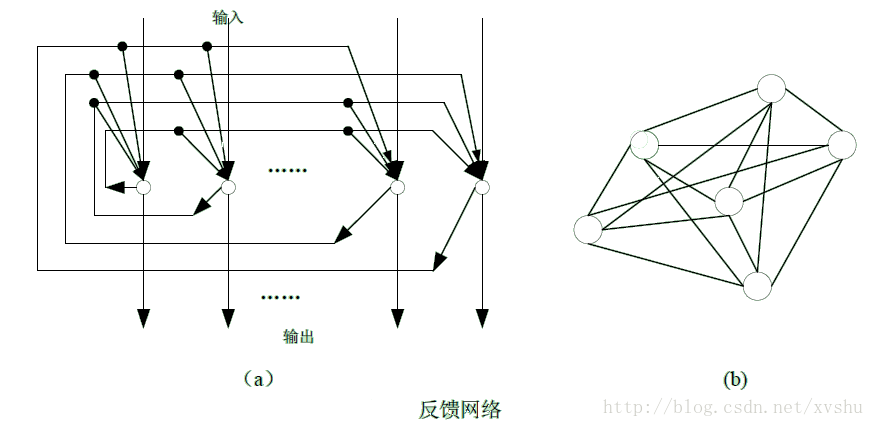 输入
……
……
输出
（a）
(b)
反馈网络
http://blog.csdn.net/xvshu